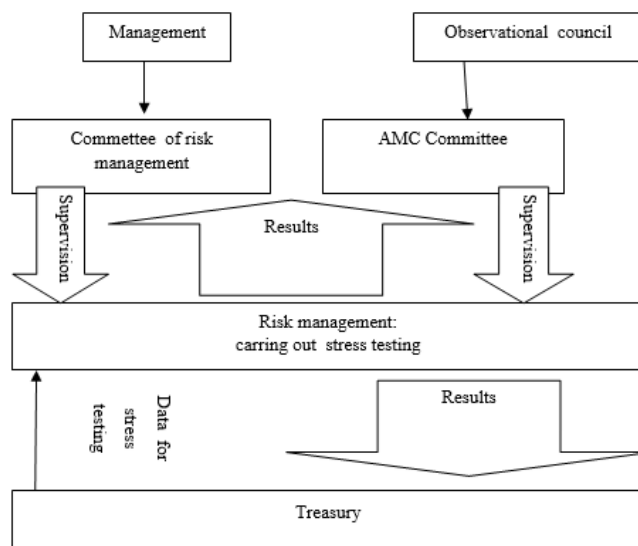 Management
Observational council
Commettee of risk
management
AMC Committee
Supervision
Results
Supervision
Risk management:
carring out stress testing
Data for
stress
testing
Results
Treasury